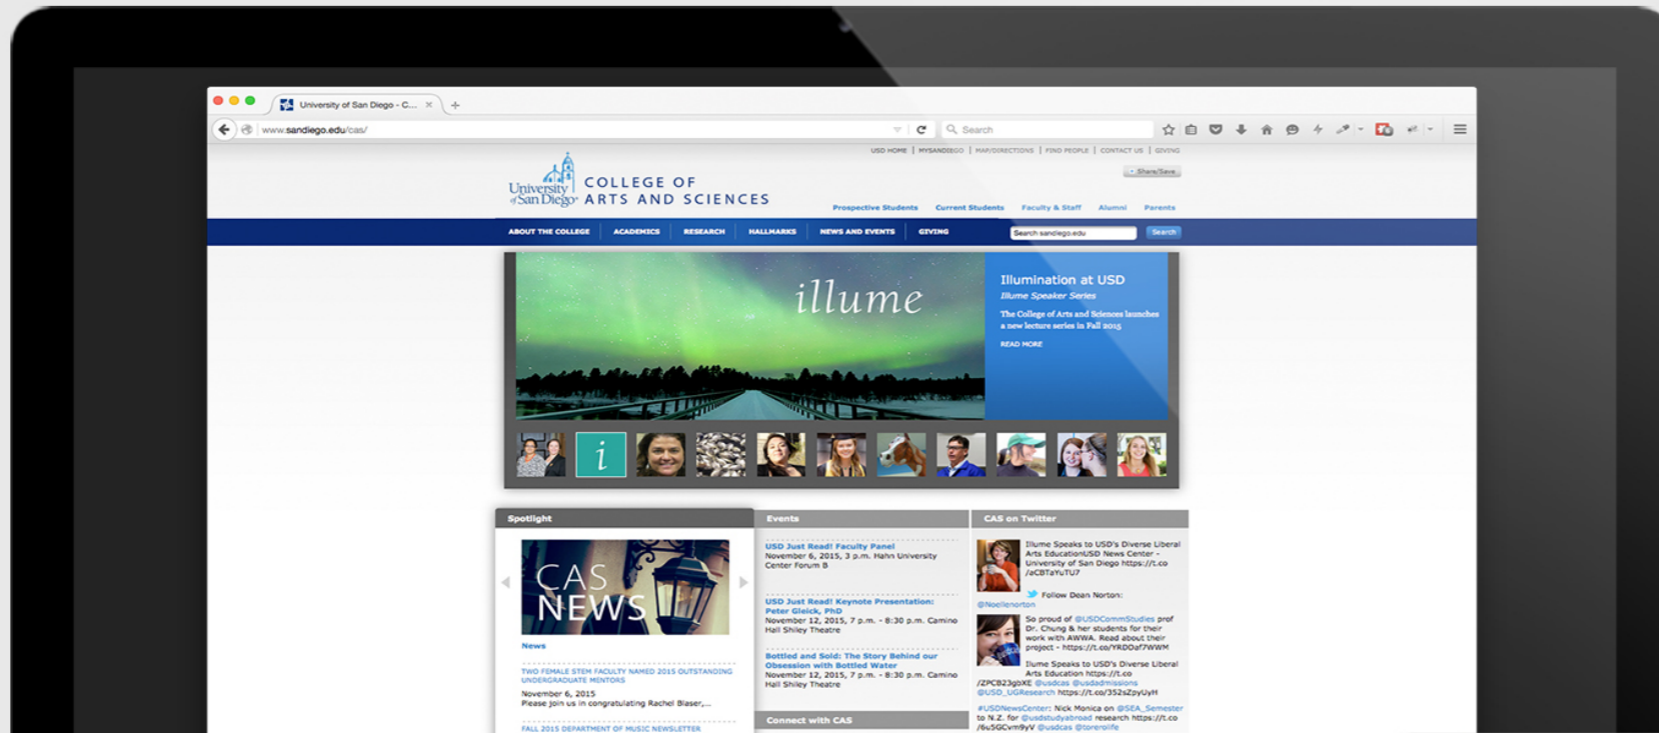 University of San Diego - C...
www.sandiego.edu/cas/
Search
USD HOME | MYSANDIEGO | MAP/DIRECTIONS | FIND PEOPLE | CONTACT US | GIVING
Share/Save
University
of San Diego
COLLEGE OF
ARTS AND SCIENCES
Prospective Students Current Students Faculty & Staff Alumni Parents
ABOUT THE COLLEGE ACADEMICS RESEARCH HALLMARKS NEWS AND EVENTS GIVING
Search sandiego.edu Search
illume
Illumination at USD
Illume Speaker Series
The College of Arts and Sciences launches
a new lecture series in Fall 2015
READ MORE
i
Spotlight
CAS
NEWS
News
TWO FEMALE STEM FACULTY NAMED 2015 OUTSTANDING
UNDERGRADUATE MENTORS
November 6, 2015
Please join us in congratulating Rachel Blaser,...
FALL 2015 DEPARTMENT OF MUSIC NEWSLETTER
Events
USD Just Read! Faculty Panel
November 6, 2015, 3 p.m. Hahn University
Center Forum B
USD Just Read! Keynote Presentation:
Peter Gleick, PhD
November 12, 2015, 7 p.m. - 8:30 p.m. Camino
Hall Shiley Theatre
Bottled and Sold: The Story Behind our
Obsession with Bottled Water
November 12, 2015, 7 p.m. - 8:30 p.m. Camino
Hall Shiley Theatre
Connect with CAS
CAS on Twitter
Illume Speaks to USD's Diverse Liberal
Arts EducationUSD News Center -
University of San Diego https://t.co
/aCBTaYuTU7
Follow Dean Norton:
@Noellenorton
So proud of @USDCommStudies prof
Dr. Chung & her students for their
work with AWWA. Read about their
project - https://t.co/YRDDaf7WWM
Ilume Speaks to USD's Diverse Liberal
Arts Education https://t.co
/ZPCB23gbXE @usdcas @usdadmissions
@USD_UGResearch https://t.co/352sZpyUyH
#USDNewsCenter: Nick Monica on @SEA_Semester
to N.Z. for @usdstudyabroad research https://t.co
/6u5GCvm9yV @usdcas @torerolife